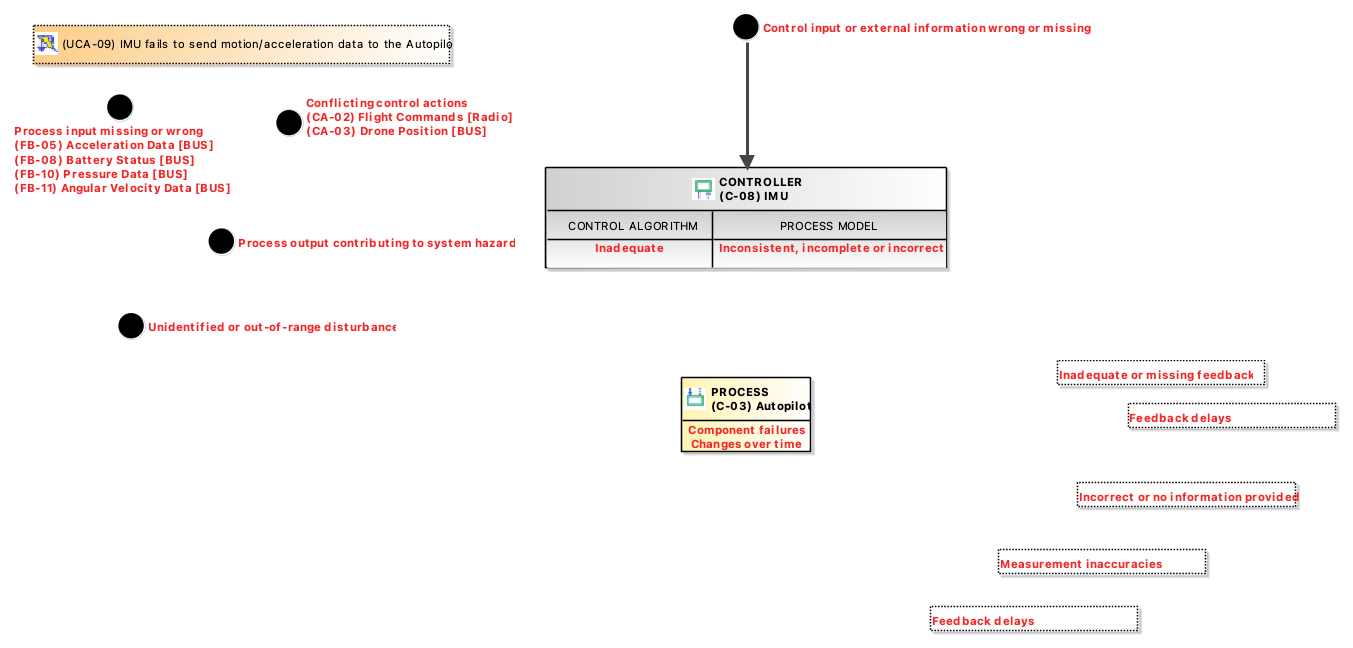 (UCA-09) IMU fails to send motion/acceleration data to the Autopilo
Control input or external information wrong or missing
Process input missing or wrong
(FB-05) Acceleration Data [BUS]
(FB-08) Battery Status [BUS]
(FB-10) Pressure Data [BUS]
(FB-11) Angular Velocity Data [BUS]
Conflicting control actions
(CA-02) Flight Commands [Radio]
(CA-03) Drone Position [BUS]
CONTROLLER
(C-08) IMU
CONTROL ALGORITHM
PROCESS MODEL
Inadequate
Inconsistent, incomplete or incorrect
Process output contributing to system hazard
Unidentified or out-of-range disturbance
PROCESS
(C-03) Autopilot
Component failures
Changes over time
Inadequate or missing feedback
Feedback delays
Incorrect or no information provided
Measurement inaccuracies
Feedback delays